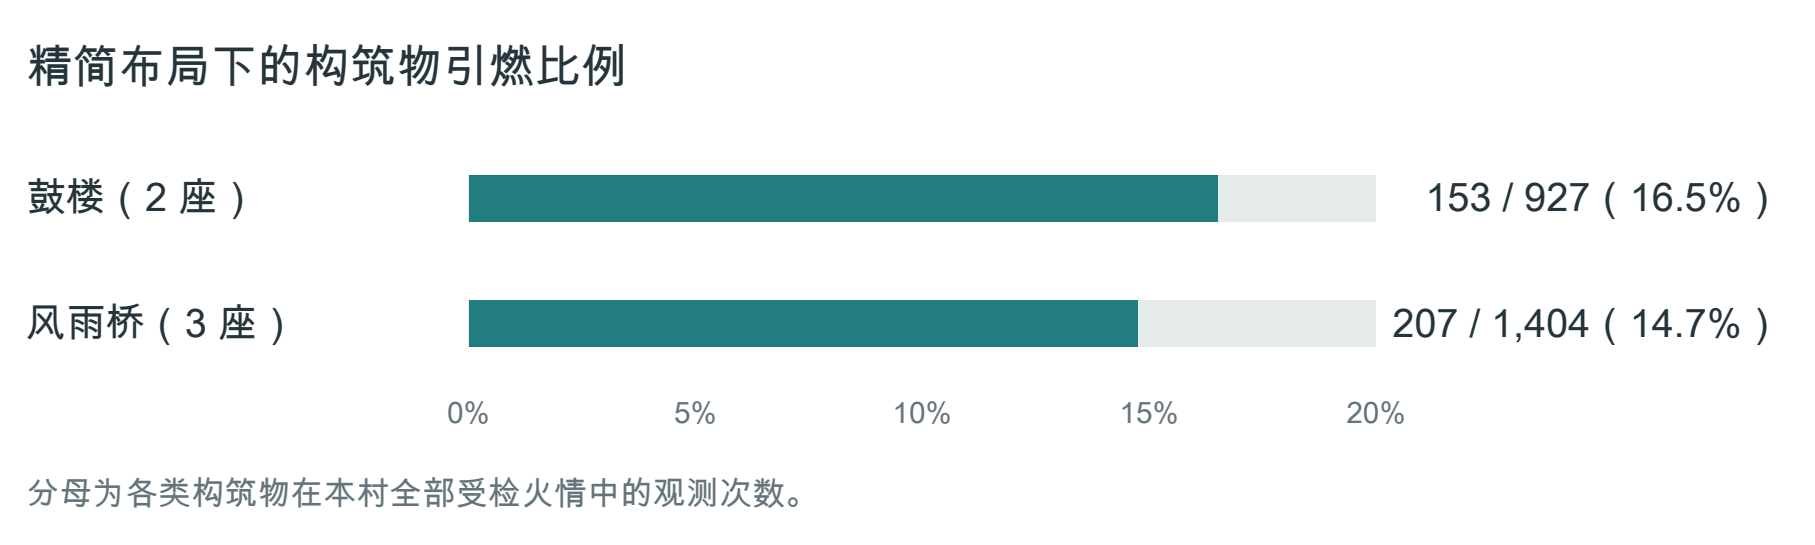 精简布局下的构筑物引燃比例
鼓楼（2 座） 153 / 927（16.5%）
风雨桥（3 座） 207 / 1,404（14.7%）
0% 5% 10% 15% 20%
分母为各类构筑物在本村全部受检火情中的观测次数。